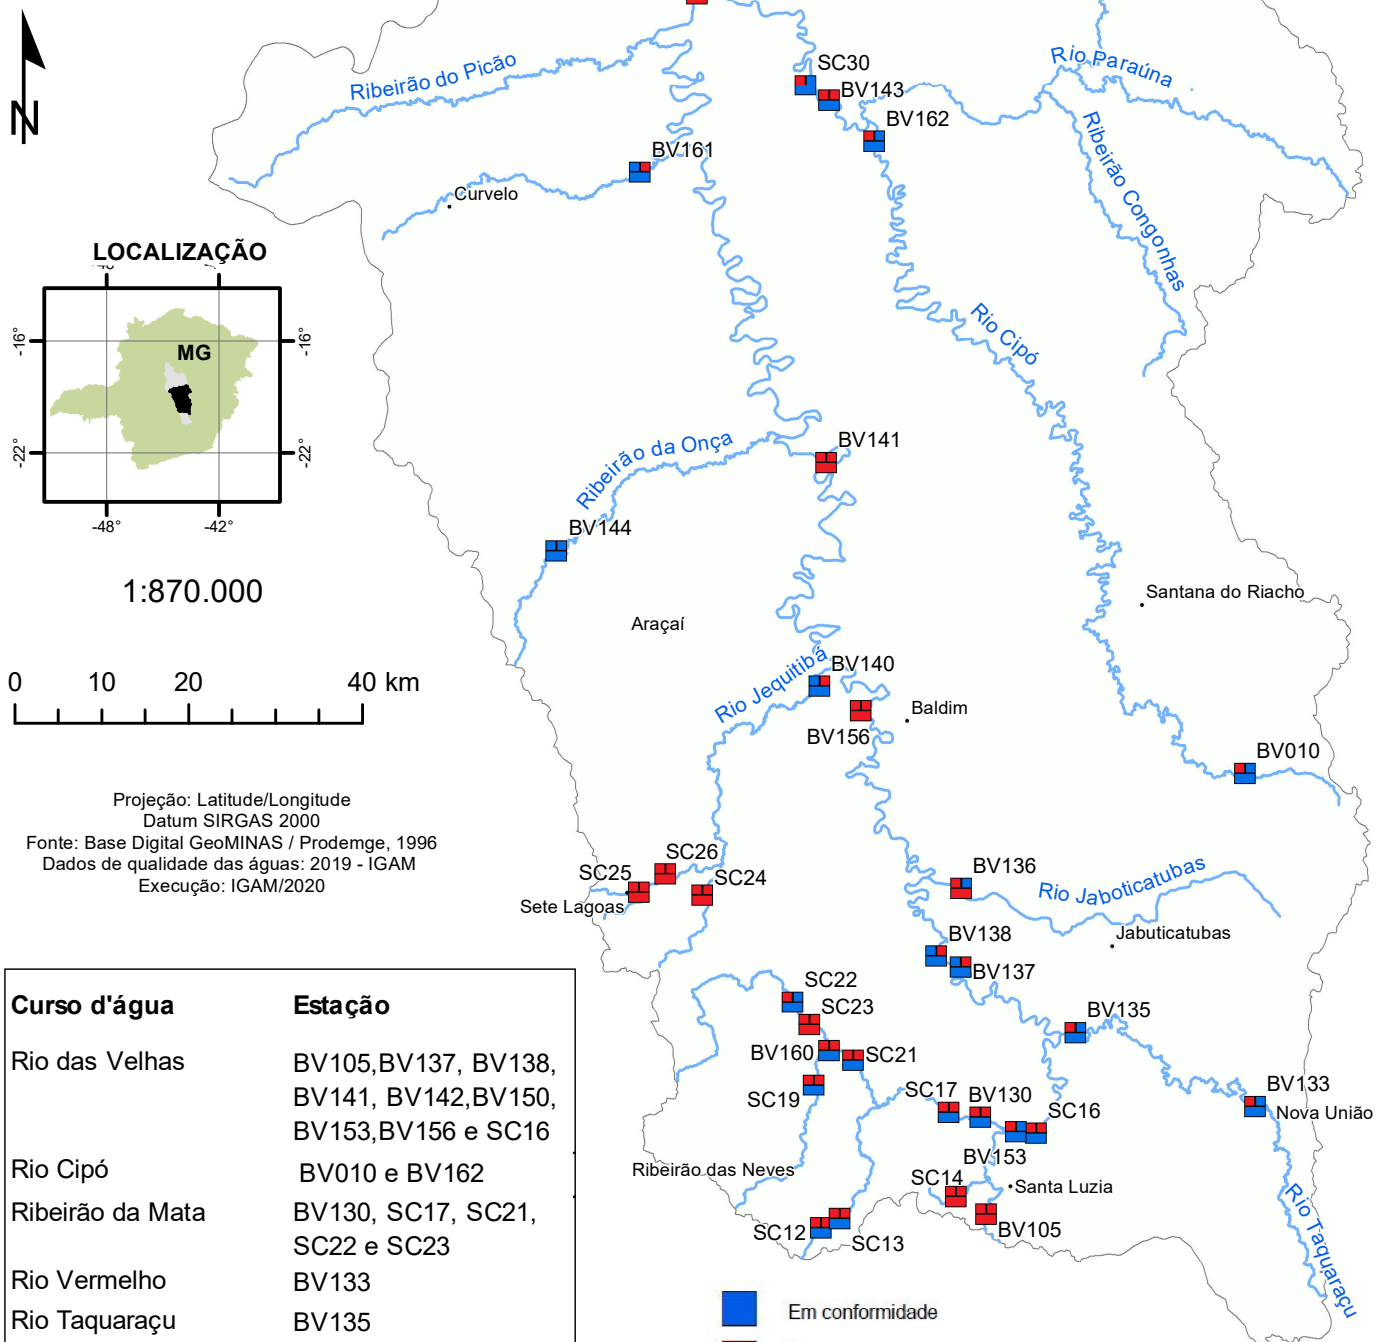 N
Ribeirão do Picão
SC30
BV143
BV162
Rio Paraúna
Ribeirão Congonhas
BV161
Curvelo
LOCALIZAÇÃO
MG
-16°
-16°
-22°
-22°
-48°
-42°
1:870.000
0 10 20 40 km
Projeção: Latitude/Longitude
Datum SIRGAS 2000
Fonte: Base Digital GeoMINAS / Prodemge, 1996
Dados de qualidade das águas: 2019 - IGAM
Execução: IGAM/2020
Rio Cipó
BV141
Ribeirão da Onça
BV144
Santana do Riacho
Araçaí
BV140
Rio Jequitibá
Baldim
BV156
BV010
SC26
SC25
SC24
Sete Lagoas
BV136
Rio Jaboticatubas
Jabuticatubas
BV138
BV137
SC22
SC23
BV135
BV160
SC21
SC19
SC17
BV130
SC16
BV133
Nova União
BV153
Ribeirão das Neves
SC14
Santa Luzia
BV105
SC12
SC13
Rio Taquaraçu
Curso d'água Estação
Rio das Velhas BV105,BV137, BV138,
BV141, BV142,BV150,
BV153,BV156 e SC16
Rio Cipó BV010 e BV162
Ribeirão da Mata BV130, SC17, SC21,
SC22 e SC23
Rio Vermelho BV133
Rio Taquaraçu BV135
Em conformidade